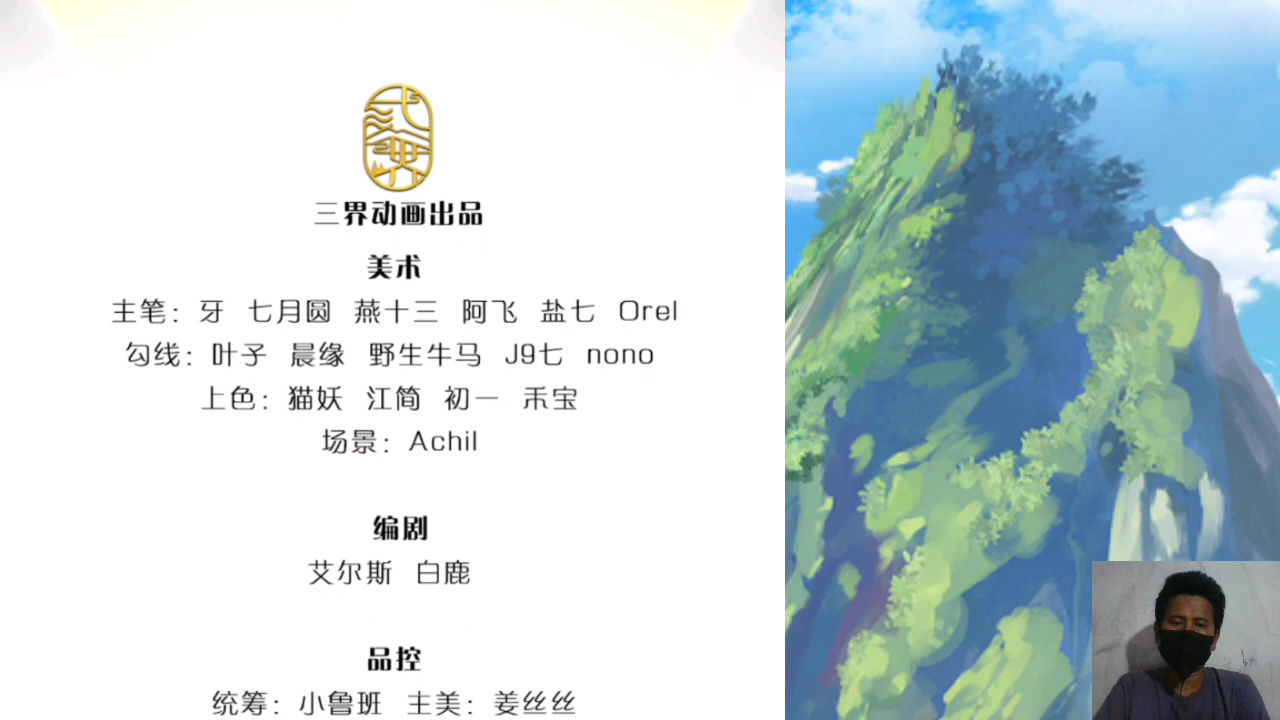 三界动画出品
美术
主笔：牙 七月圆 燕十三 阿飞 盐七 Orel
勾线：叶子 晨缘 野生牛马 J9七 nono
上色：猫妖 江简 初一 禾宝
场景：Achil
编剧
艾尔斯 白鹿
品控
统筹：小鲁班 主美：姜丝丝